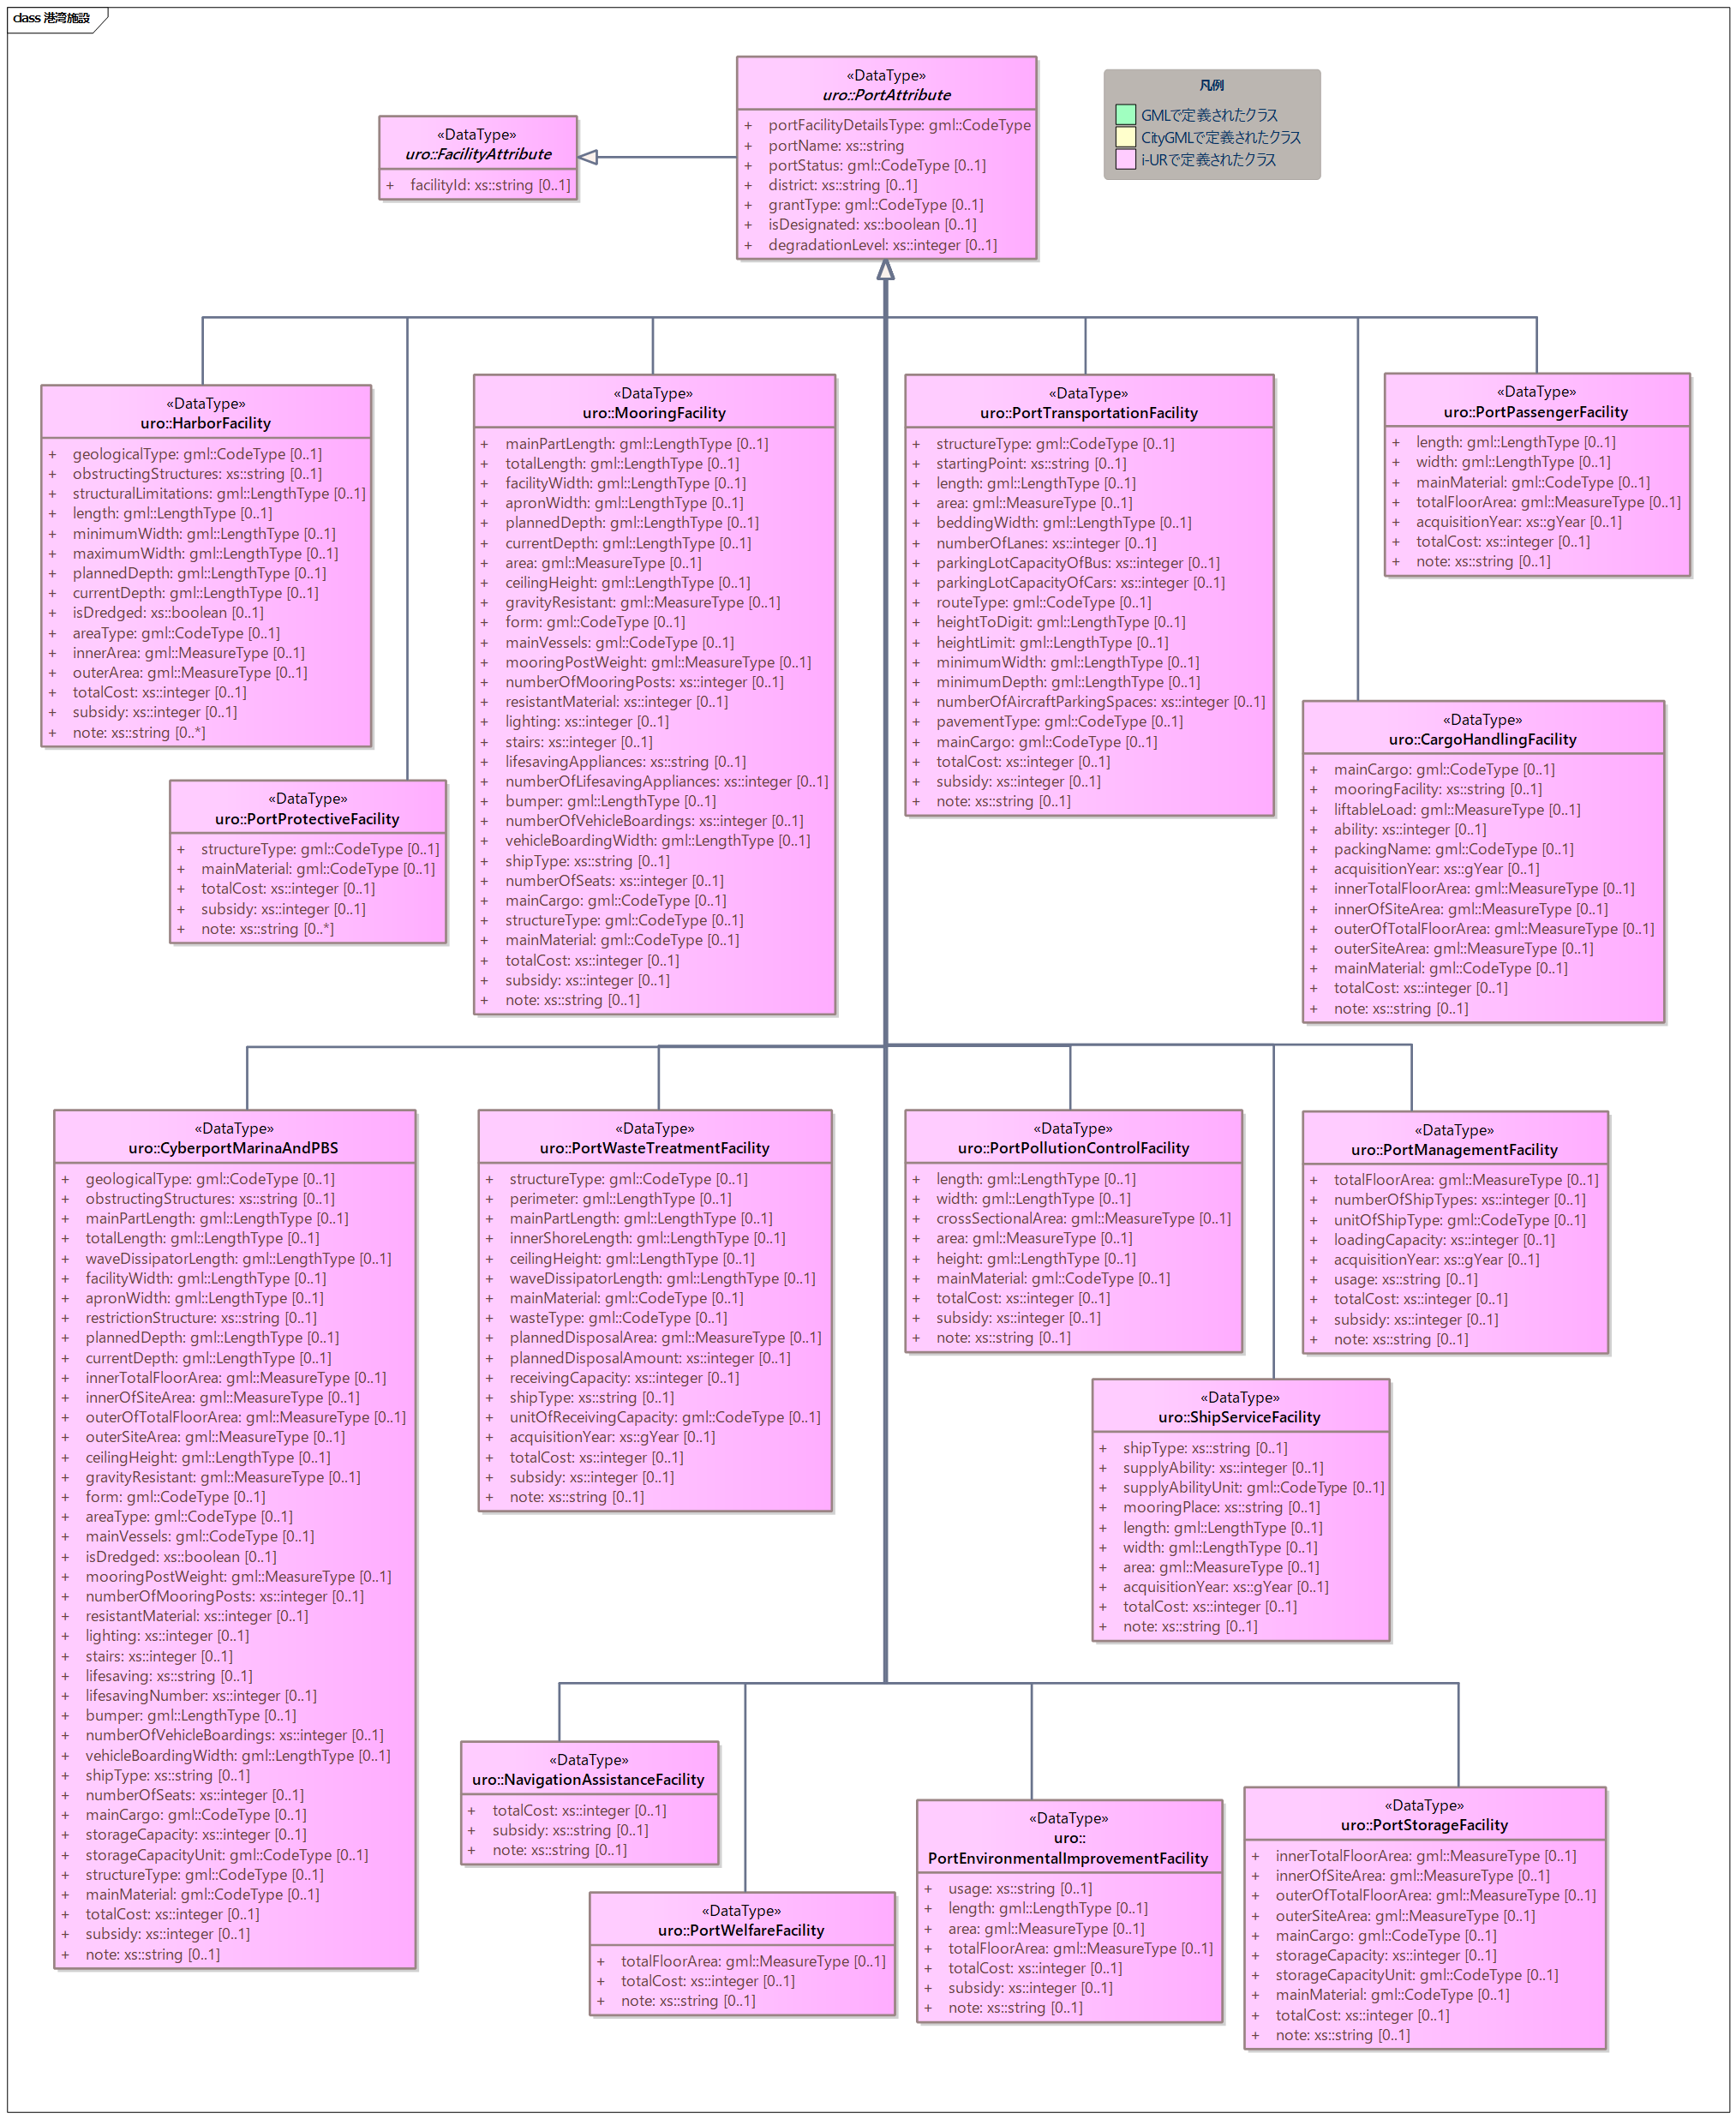 class 港湾施設
«DataType»
uro::PortAttribute
+ portFacilityDetailsType: gml::CodeType
+ portName: xs::string
+ portStatus: gml::CodeType [0..1]
+ district: xs::string [0..1]
+ grantType: gml::CodeType [0..1]
+ isDesignated: xs::boolean [0..1]
+ degradationLevel: xs::integer [0..1]
«DataType»
uro::FacilityAttribute
+ facilityId: xs::string [0..1]
凡例
GMLで定義されたクラス
CityGMLで定義されたクラス
i-URで定義されたクラス
«DataType»
uro::HarborFacility
+ geologicalType: gml::CodeType [0..1]
+ obstructingStructures: xs::string [0..1]
+ structuralLimitations: gml::LengthType [0..1]
+ length: gml::LengthType [0..1]
+ minimumWidth: gml::LengthType [0..1]
+ maximumWidth: gml::LengthType [0..1]
+ plannedDepth: gml::LengthType [0..1]
+ currentDepth: gml::LengthType [0..1]
+ isDredged: xs::boolean [0..1]
+ areaType: gml::CodeType [0..1]
+ innerArea: gml::MeasureType [0..1]
+ outerArea: gml::MeasureType [0..1]
+ totalCost: xs::integer [0..1]
+ subsidy: xs::integer [0..1]
+ note: xs::string [0..*]
«DataType»
uro::PortProtectiveFacility
+ structureType: gml::CodeType [0..1]
+ mainMaterial: gml::CodeType [0..1]
+ totalCost: xs::integer [0..1]
+ subsidy: xs::integer [0..1]
+ note: xs::string [0..*]
«DataType»
uro::MooringFacility
+ mainPartLength: gml::LengthType [0..1]
+ totalLength: gml::LengthType [0..1]
+ facilityWidth: gml::LengthType [0..1]
+ apronWidth: gml::LengthType [0..1]
+ plannedDepth: gml::LengthType [0..1]
+ currentDepth: gml::LengthType [0..1]
+ area: gml::MeasureType [0..1]
+ ceilingHeight: gml::LengthType [0..1]
+ gravityResistant: gml::MeasureType [0..1]
+ form: gml::CodeType [0..1]
+ mainVessels: gml::CodeType [0..1]
+ mooringPostWeight: gml::MeasureType [0..1]
+ numberOfMooringPosts: xs::integer [0..1]
+ resistantMaterial: xs::integer [0..1]
+ lighting: xs::integer [0..1]
+ stairs: xs::integer [0..1]
+ lifesavingAppliances: xs::string [0..1]
+ numberOfLifesavingAppliances: xs::integer [0..1]
+ bumper: gml::LengthType [0..1]
+ numberOfVehicleBoardings: xs::integer [0..1]
+ vehicleBoardingWidth: gml::LengthType [0..1]
+ shipType: xs::string [0..1]
+ numberOfSeats: xs::integer [0..1]
+ mainCargo: gml::CodeType [0..1]
+ structureType: gml::CodeType [0..1]
+ mainMaterial: gml::CodeType [0..1]
+ totalCost: xs::integer [0..1]
+ subsidy: xs::integer [0..1]
+ note: xs::string [0..1]
«DataType»
uro::PortTransportationFacility
+ structureType: gml::CodeType [0..1]
+ startingPoint: xs::string [0..1]
+ length: gml::LengthType [0..1]
+ area: gml::MeasureType [0..1]
+ beddingWidth: gml::LengthType [0..1]
+ numberOfLanes: xs::integer [0..1]
+ parkingLotCapacityOfBus: xs::integer [0..1]
+ parkingLotCapacityOfCars: xs::integer [0..1]
+ routeType: gml::CodeType [0..1]
+ heightToDigit: gml::LengthType [0..1]
+ heightLimit: gml::LengthType [0..1]
+ minimumWidth: gml::LengthType [0..1]
+ minimumDepth: gml::LengthType [0..1]
+ numberOfAircraftParkingSpaces: xs::integer [0..1]
+ pavementType: gml::CodeType [0..1]
+ mainCargo: gml::CodeType [0..1]
+ totalCost: xs::integer [0..1]
+ subsidy: xs::integer [0..1]
+ note: xs::string [0..1]
«DataType»
uro::PortPassengerFacility
+ length: gml::LengthType [0..1]
+ width: gml::LengthType [0..1]
+ mainMaterial: gml::CodeType [0..1]
+ totalFloorArea: gml::MeasureType [0..1]
+ acquisitionYear: xs::gYear [0..1]
+ totalCost: xs::integer [0..1]
+ note: xs::string [0..1]
«DataType»
uro::CargoHandlingFacility
+ mainCargo: gml::CodeType [0..1]
+ mooringFacility: xs::string [0..1]
+ liftableLoad: gml::MeasureType [0..1]
+ ability: xs::integer [0..1]
+ packingName: gml::CodeType [0..1]
+ acquisitionYear: xs::gYear [0..1]
+ innerTotalFloorArea: gml::MeasureType [0..1]
+ innerOfSiteArea: gml::MeasureType [0..1]
+ outerOfTotalFloorArea: gml::MeasureType [0..1]
+ outerSiteArea: gml::MeasureType [0..1]
+ mainMaterial: gml::CodeType [0..1]
+ totalCost: xs::integer [0..1]
+ note: xs::string [0..1]
«DataType»
uro::CyberportMarinaAndPBS
+ geologicalType: gml::CodeType [0..1]
+ obstructingStructures: xs::string [0..1]
+ mainPartLength: gml::LengthType [0..1]
+ totalLength: gml::LengthType [0..1]
+ waveDissipatorLength: gml::LengthType [0..1]
+ facilityWidth: gml::LengthType [0..1]
+ apronWidth: gml::LengthType [0..1]
+ restrictionStructure: xs::string [0..1]
+ plannedDepth: gml::LengthType [0..1]
+ currentDepth: gml::LengthType [0..1]
+ innerTotalFloorArea: gml::MeasureType [0..1]
+ innerOfSiteArea: gml::MeasureType [0..1]
+ outerOfTotalFloorArea: gml::MeasureType [0..1]
+ outerSiteArea: gml::MeasureType [0..1]
+ ceilingHeight: gml::LengthType [0..1]
+ gravityResistant: gml::MeasureType [0..1]
+ form: gml::CodeType [0..1]
+ areaType: gml::CodeType [0..1]
+ mainVessels: gml::CodeType [0..1]
+ isDredged: xs::boolean [0..1]
+ mooringPostWeight: gml::MeasureType [0..1]
+ numberOfMooringPosts: xs::integer [0..1]
+ resistantMaterial: xs::integer [0..1]
+ lighting: xs::integer [0..1]
+ stairs: xs::integer [0..1]
+ lifesaving: xs::string [0..1]
+ lifesavingNumber: xs::integer [0..1]
+ bumper: gml::LengthType [0..1]
+ numberOfVehicleBoardings: xs::integer [0..1]
+ vehicleBoardingWidth: gml::LengthType [0..1]
+ shipType: xs::string [0..1]
+ numberOfSeats: xs::integer [0..1]
+ mainCargo: gml::CodeType [0..1]
+ storageCapacity: xs::integer [0..1]
+ storageCapacityUnit: gml::CodeType [0..1]
+ structureType: gml::CodeType [0..1]
+ mainMaterial: gml::CodeType [0..1]
+ totalCost: xs::integer [0..1]
+ subsidy: xs::integer [0..1]
+ note: xs::string [0..1]
«DataType»
uro::PortWasteTreatmentFacility
+ structureType: gml::CodeType [0..1]
+ perimeter: gml::LengthType [0..1]
+ mainPartLength: gml::LengthType [0..1]
+ innerShoreLength: gml::LengthType [0..1]
+ ceilingHeight: gml::LengthType [0..1]
+ waveDissipatorLength: gml::LengthType [0..1]
+ mainMaterial: gml::CodeType [0..1]
+ wasteType: gml::CodeType [0..1]
+ plannedDisposalArea: gml::MeasureType [0..1]
+ plannedDisposalAmount: xs::integer [0..1]
+ receivingCapacity: xs::integer [0..1]
+ shipType: xs::string [0..1]
+ unitOfReceivingCapacity: gml::CodeType [0..1]
+ acquisitionYear: xs::gYear [0..1]
+ totalCost: xs::integer [0..1]
+ subsidy: xs::integer [0..1]
+ note: xs::string [0..1]
«DataType»
uro::PortPollutionControlFacility
+ length: gml::LengthType [0..1]
+ width: gml::LengthType [0..1]
+ crossSectionalArea: gml::MeasureType [0..1]
+ area: gml::MeasureType [0..1]
+ height: gml::LengthType [0..1]
+ mainMaterial: gml::CodeType [0..1]
+ totalCost: xs::integer [0..1]
+ subsidy: xs::integer [0..1]
+ note: xs::string [0..1]
«DataType»
uro::PortManagementFacility
+ totalFloorArea: gml::MeasureType [0..1]
+ numberOfShipTypes: xs::integer [0..1]
+ unitOfShipType: gml::CodeType [0..1]
+ loadingCapacity: xs::integer [0..1]
+ acquisitionYear: xs::gYear [0..1]
+ usage: xs::string [0..1]
+ totalCost: xs::integer [0..1]
+ subsidy: xs::integer [0..1]
+ note: xs::string [0..1]
«DataType»
uro::ShipServiceFacility
+ shipType: xs::string [0..1]
+ supplyAbility: xs::integer [0..1]
+ supplyAbilityUnit: gml::CodeType [0..1]
+ mooringPlace: xs::string [0..1]
+ length: gml::LengthType [0..1]
+ width: gml::LengthType [0..1]
+ area: gml::MeasureType [0..1]
+ acquisitionYear: xs::gYear [0..1]
+ totalCost: xs::integer [0..1]
+ note: xs::string [0..1]
«DataType»
uro::NavigationAssistanceFacility
+ totalCost: xs::integer [0..1]
+ subsidy: xs::string [0..1]
+ note: xs::string [0..1]
«DataType»
uro::PortWelfareFacility
+ totalFloorArea: gml::MeasureType [0..1]
+ totalCost: xs::integer [0..1]
+ note: xs::string [0..1]
«DataType»
uro::
PortEnvironmentalImprovementFacility
+ usage: xs::string [0..1]
+ length: gml::LengthType [0..1]
+ area: gml::MeasureType [0..1]
+ totalFloorArea: gml::MeasureType [0..1]
+ totalCost: xs::integer [0..1]
+ subsidy: xs::integer [0..1]
+ note: xs::string [0..1]
«DataType»
uro::PortStorageFacility
+ innerTotalFloorArea: gml::MeasureType [0..1]
+ innerOfSiteArea: gml::MeasureType [0..1]
+ outerOfTotalFloorArea: gml::MeasureType [0..1]
+ outerSiteArea: gml::MeasureType [0..1]
+ mainCargo: gml::CodeType [0..1]
+ storageCapacity: xs::integer [0..1]
+ storageCapacityUnit: gml::CodeType [0..1]
+ mainMaterial: gml::CodeType [0..1]
+ totalCost: xs::integer [0..1]
+ note: xs::string [0..1]